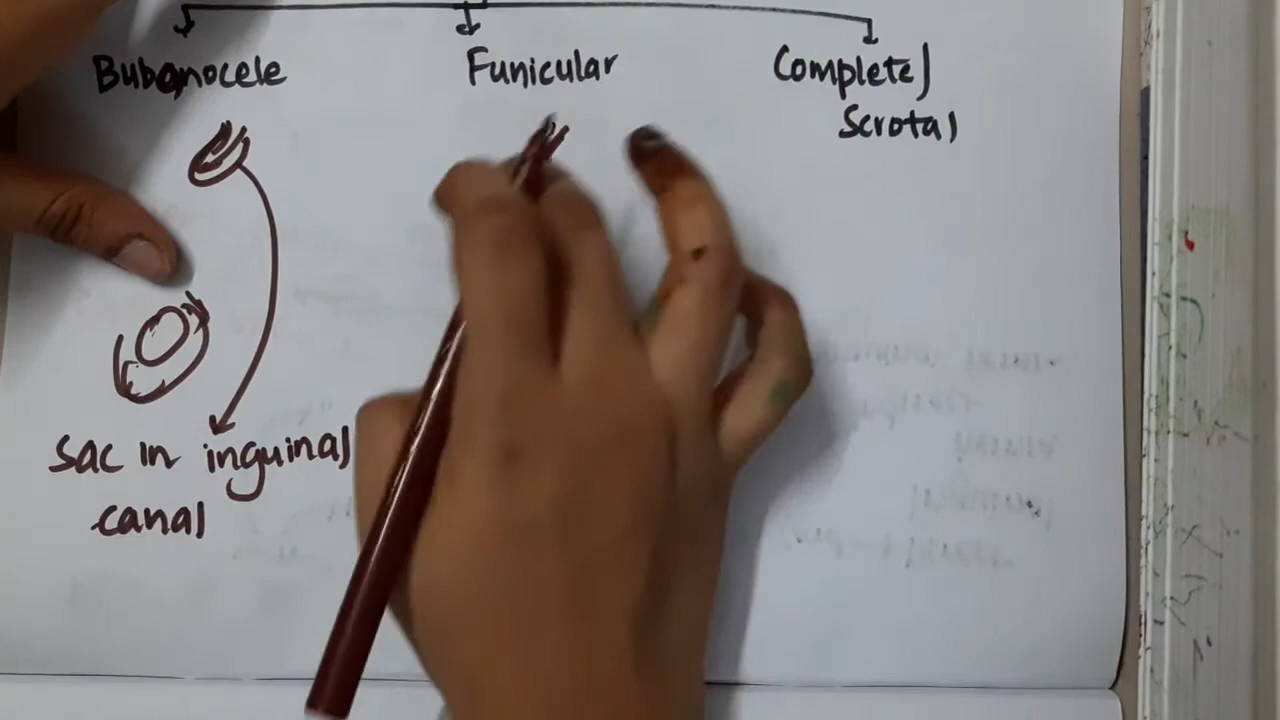 Bubonocele
Funicular
Complete/
Scrotal
Sac in inguinal
canal